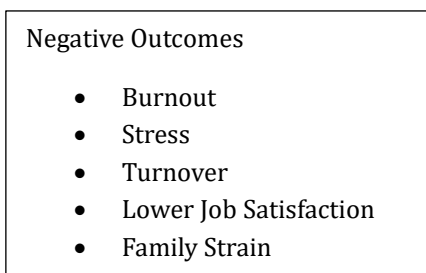 Negative Outcomes
• Burnout
• Stress
• Turnover
• Lower Job Satisfaction
• Family Strain